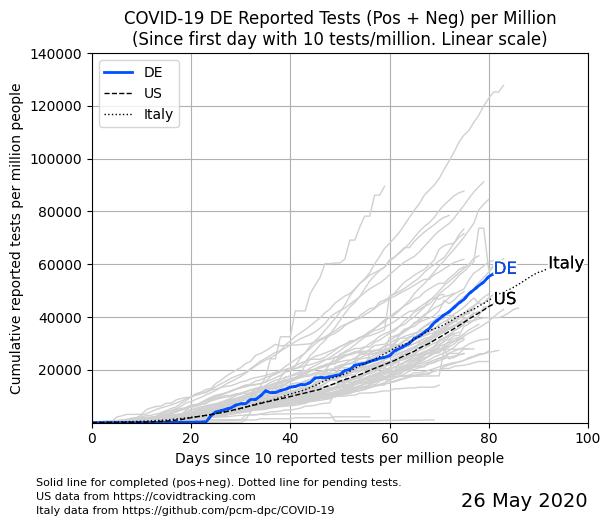 COVID-19 DE Reported Tests (Pos + Neg) per Million
(Since first day with 10 tests/million. Linear scale)
Cumulative reported tests per million people
140000
120000
100000
80000
60000
40000
20000
DE
US
Italy
DE
Italy
US
0
20
40
60
80
100
Days since 10 reported tests per million people
Solid line for completed (pos+neg). Dotted line for pending tests.
US data from https://covidtracking.com
Italy data from https://github.com/pcm-dpc/COVID-19
26 May 2020